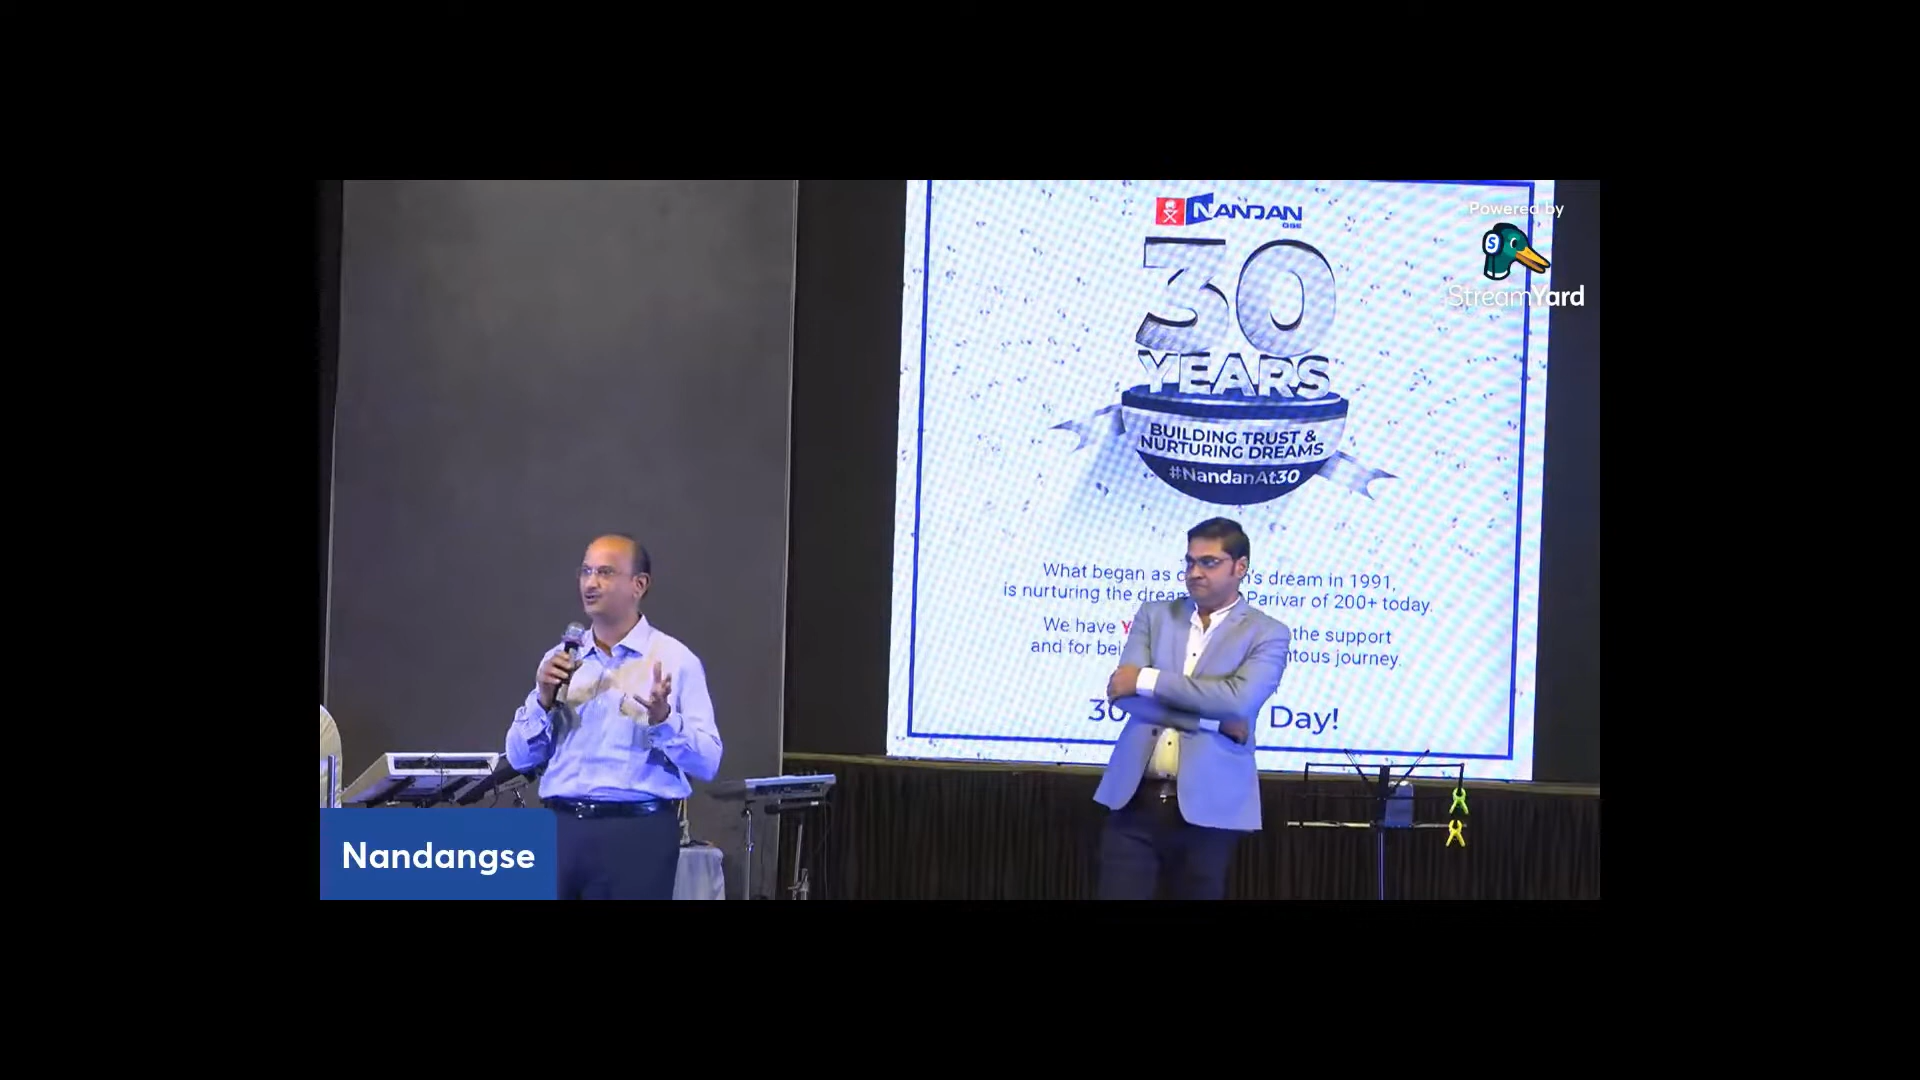 NANDAN
GSE
Powered by
StreamYard
30
YEARS
BUILDING TRUST &
NURTURING DREAMS
#NandanAt30
What began as 's dream in 1991,
is nurturing the Parivar of 200+ today.
We have the support
and for journey.
30 Day!
Nandangse